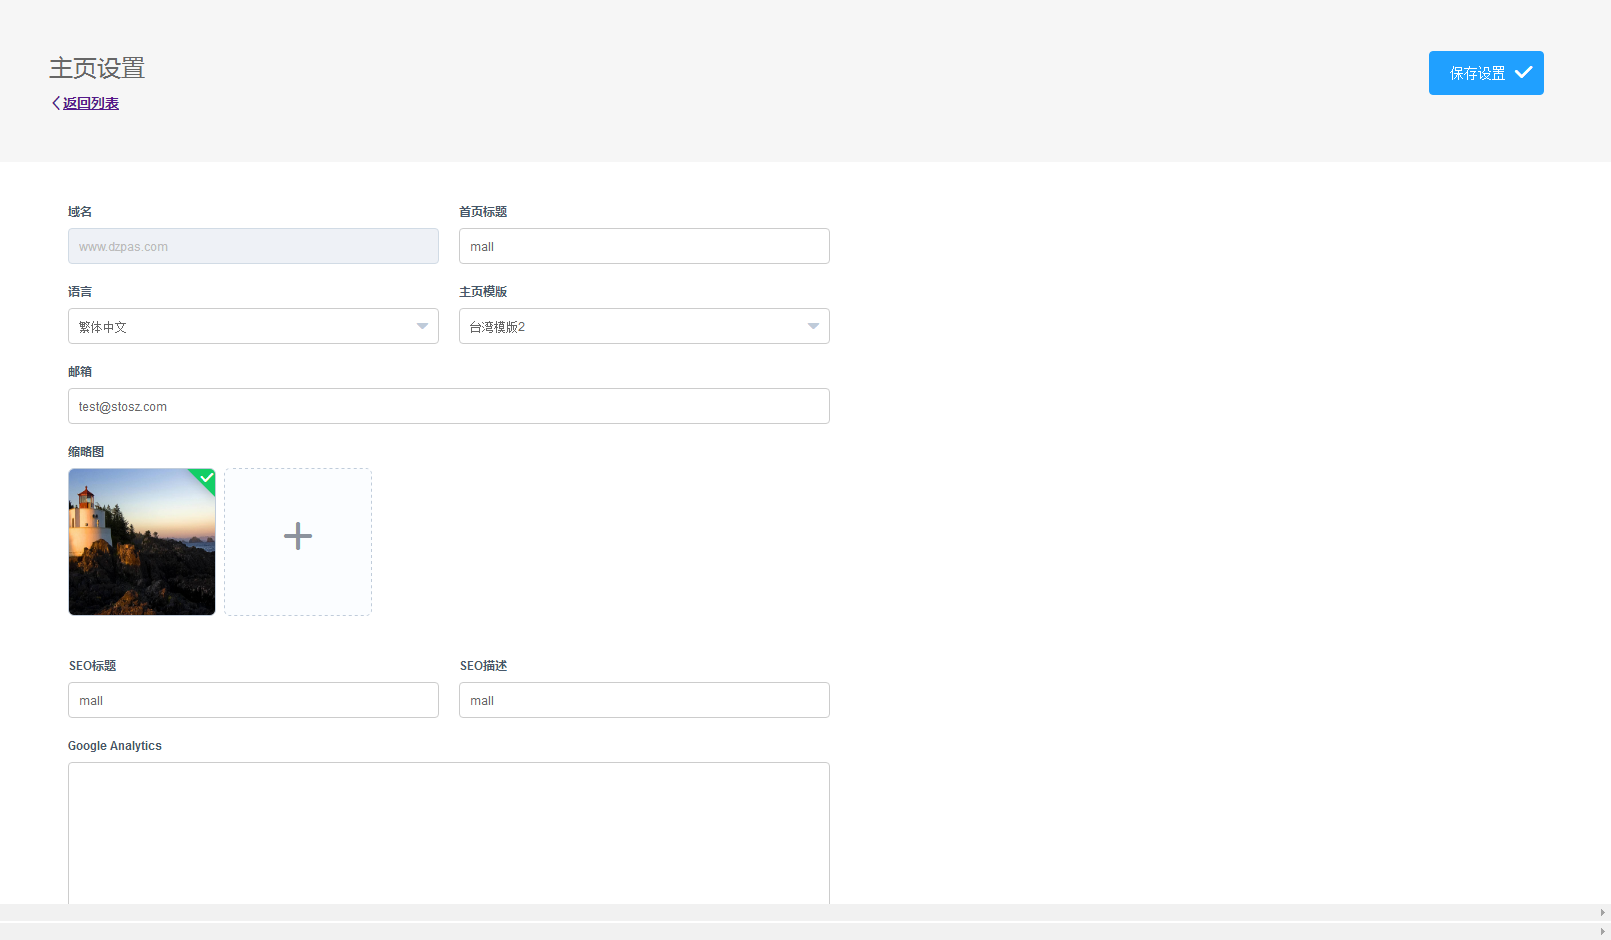 主页设置
保存设置
返回列表
域名
首页标题
www.dzpas.com
mall
语言
主页模版
繁体中文
台湾模版2
邮箱
test@stosz.com
缩略图
SEO标题
SEO描述
mall
mall
Google Analytics